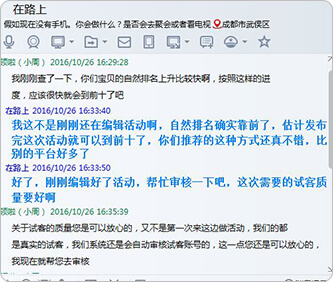 在路上
假如现在没有手机。你会做什么？是否会去聚会或者看电视 成都市武侯区
领啦（小周） 2016/10/26 16:29:28
我刚刚查了一下，你们宝贝的自然排名上升比较快啊，按照这样的进
度，应该很快就会到前十了吧
在路上 2016/10/26 16:33:40
我这不是刚刚还在编辑活动啊，自然排名确实靠前了，估计发布
完这次活动就可以到前十了，你们推荐的这种方式还真不错，比
别的平台好多了
在路上 2016/10/26 16:33:50
好了，刚刚编辑好了活动，帮忙审核一下吧，这次需要的试客质
量要好啊
领啦（小周） 2016/10/26 16:35:39
关于试客的质量您是可以放心的，又不是第一次来这边做活动，我们的都
是真实的试客，我们系统还是会自动审核试客账号的，这一点您还是可以放心的，
我现在就帮您去审核